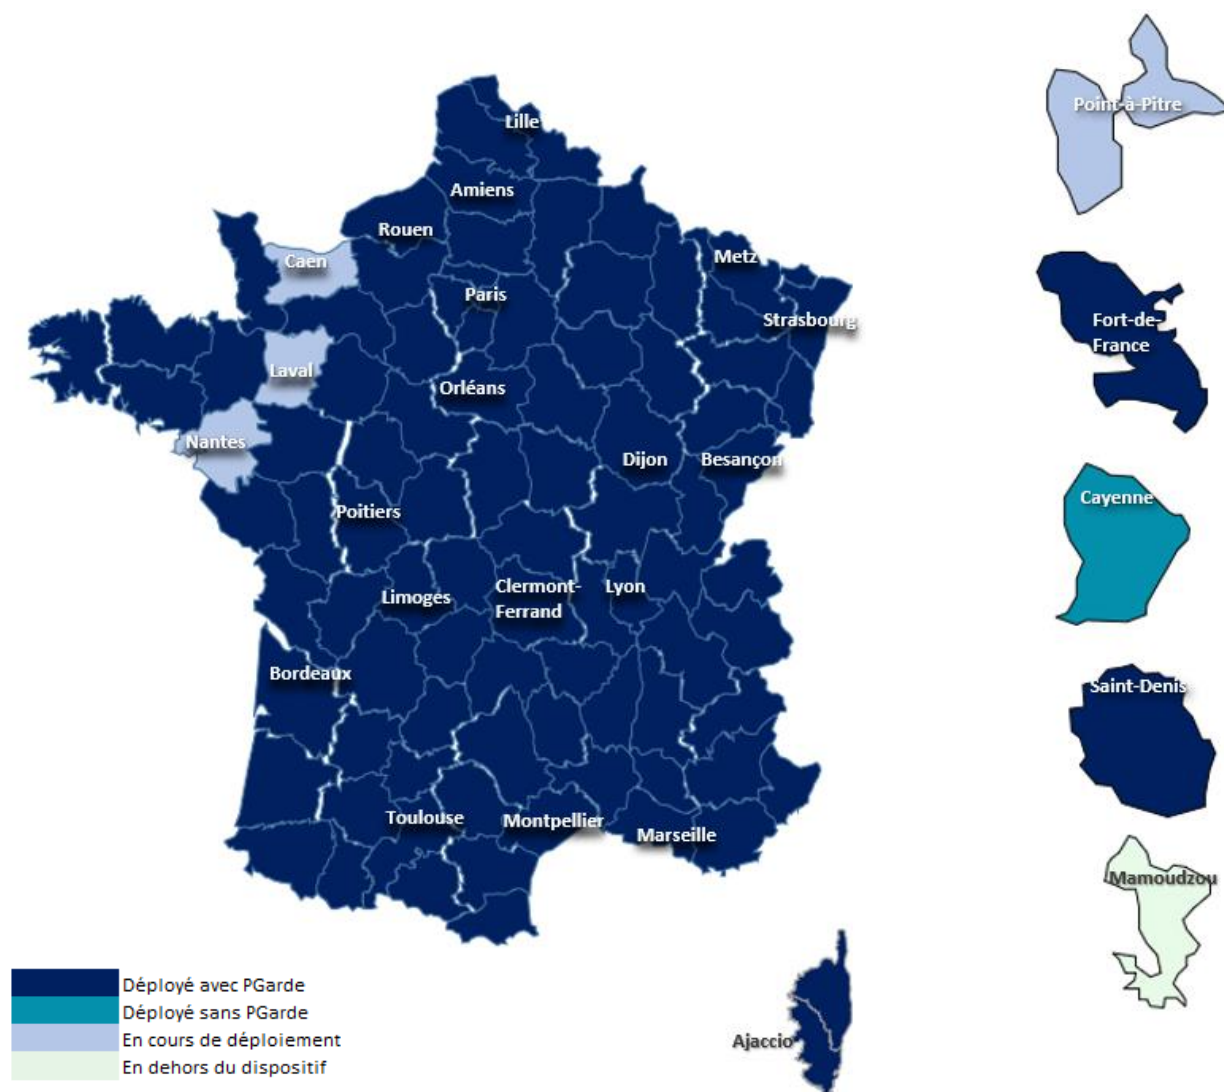 Point-à-Pitre
Lille
Amiens
Rouen
Caen
Metz
Paris
Strasbourg
Fort-de-
France
Laval
Orléans
Nantes
Dijon
Besançon
Poitiers
Cayenne
Limoges
Clermont-
Ferrand
Lyon
Bordeaux
Saint-Denis
Toulouse
Montpellier
Marseille
Mamoudzou
Déployé avec PGarde
Déployé sans PGarde
En cours de déploiement
En dehors du dispositif
Ajaccio